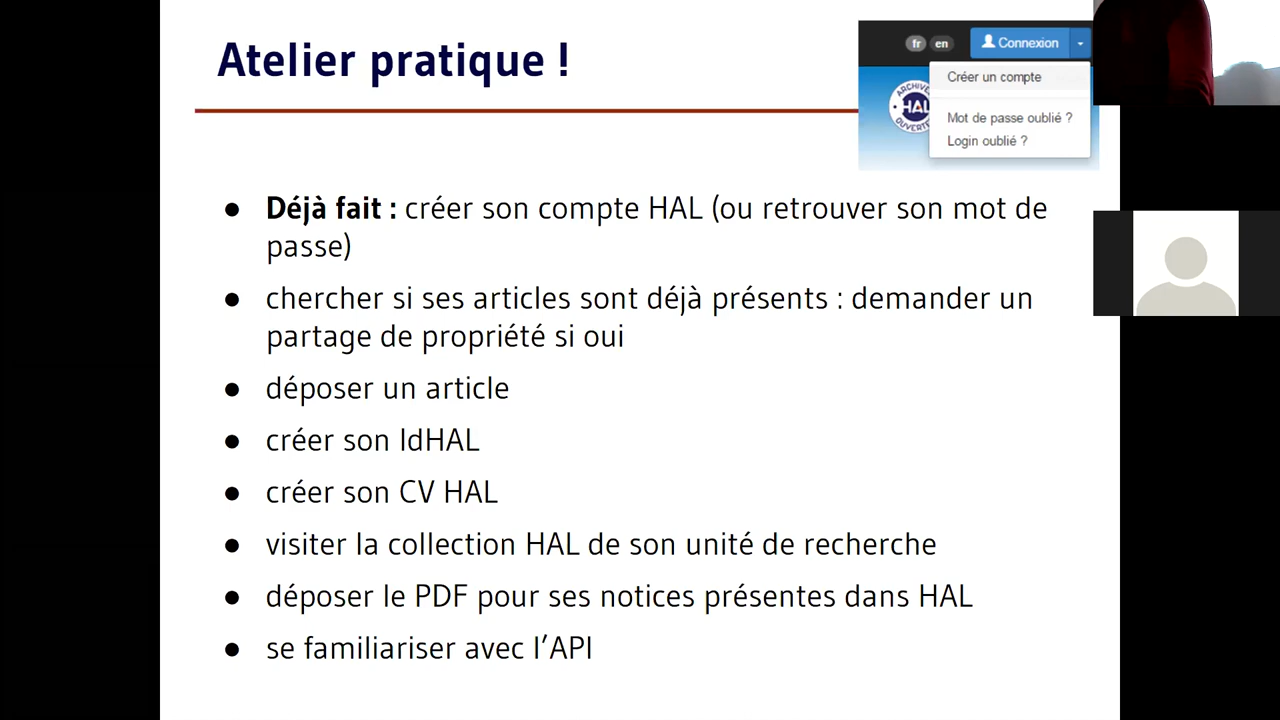 Atelier pratique !
fr en Connexion
Créer un compte
Mot de passe oublié ?
Login oublié ?
ARCHIVES
HAL
OUVERTES
● Déjà fait : créer son compte HAL (ou retrouver son mot de
passe)
● chercher si ses articles sont déjà présents : demander un
partage de propriété si oui
● déposer un article
● créer son IdHAL
● créer son CV HAL
● visiter la collection HAL de son unité de recherche
● déposer le PDF pour ses notices présentes dans HAL
● se familiariser avec l’API